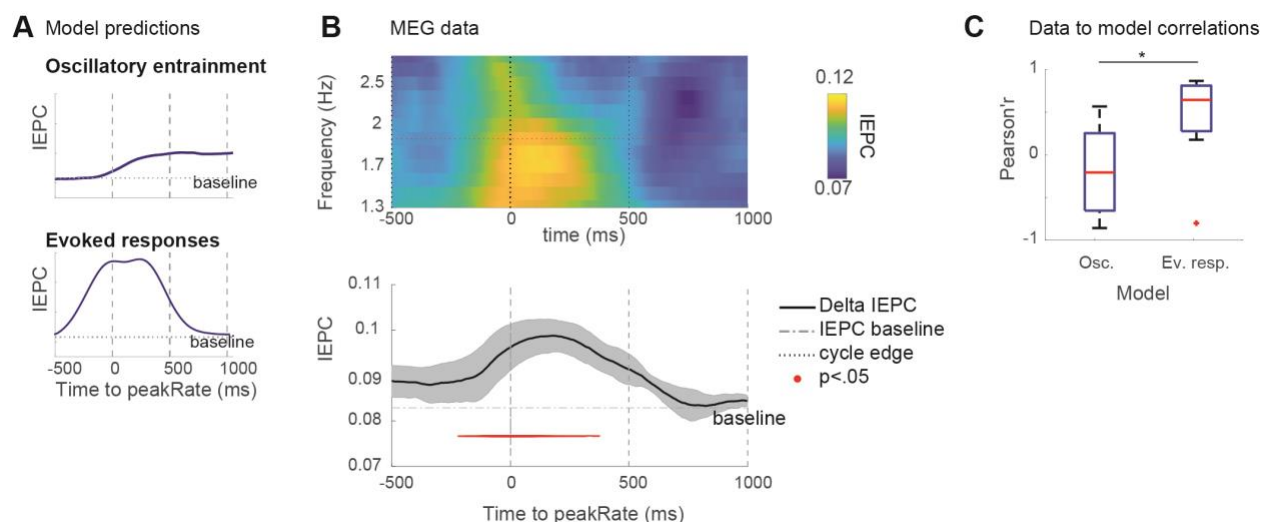 A Model predictions
Oscillatory entrainment
IEPC
baseline
Evoked responses
IEPC
baseline
-500 0 500 1000
Time to peakRate (ms)
B MEG data
Frequency (Hz)
2.5
2
1.7
1.3
-500 0 500 1000
time (ms)
0.12
IEPC
0.07
IEPC
0.11
0.1
0.09
0.08
0.07
baseline
-500 0 500 1000
Time to peakRate (ms)
Delta IEPC
IEPC baseline
cycle edge
p<.05
C Data to model correlations
*
Pearson'r
1
0
-1
Osc. Ev. resp.
Model